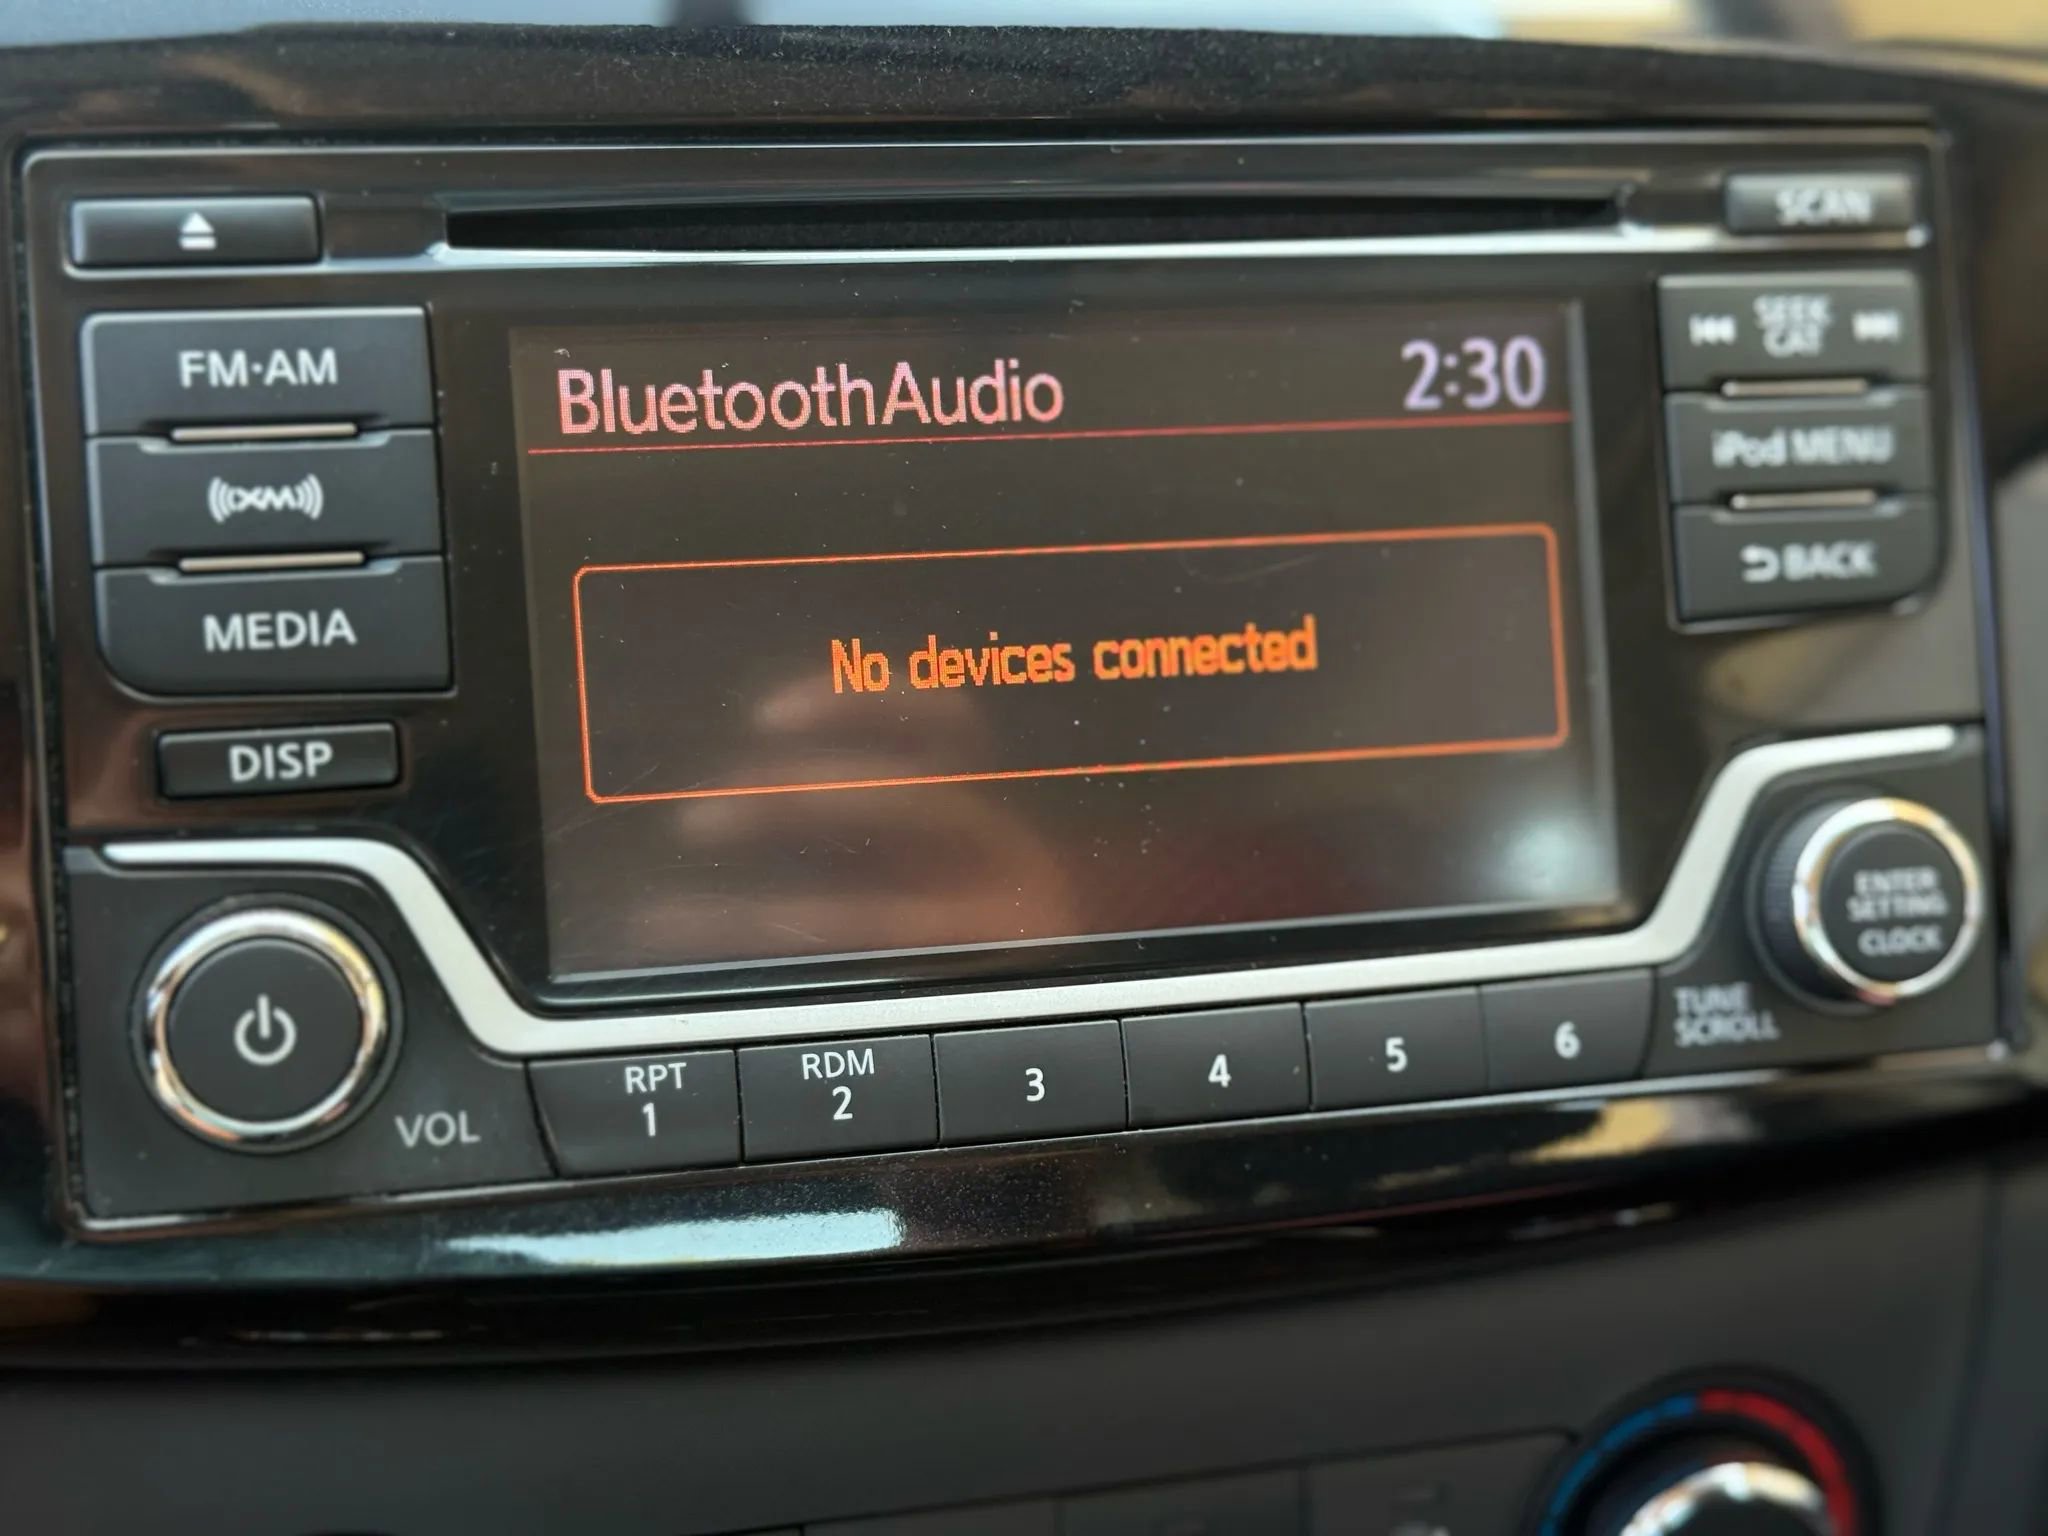 SCAN
FM·AM
XM
MEDIA
DISP
BluetoothAudio 2:30
No devices connected
SEEK
CAT
iPod MENU
BACK
VOL
RPT
1
RDM
2
3
4
5
6
TUNE
SCROLL
ENTER
SETTING
CLOCK